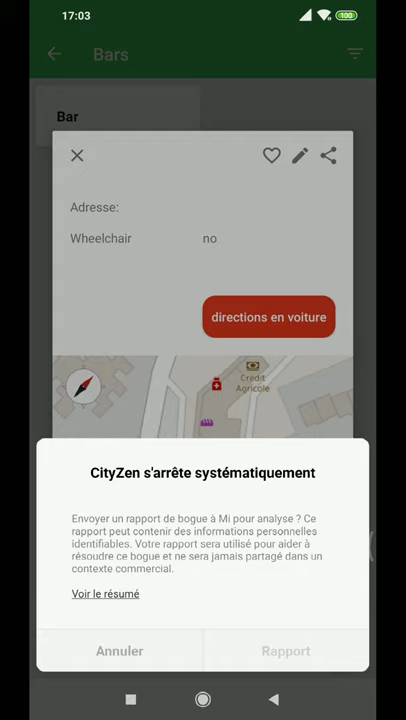 17:03
100
Bars
Bar
Adresse:
Wheelchair no
directions en voiture
Crédit
Agricole
CityZen s'arrête systématiquement
Envoyer un rapport de bogue à Mi pour analyse ? Ce
rapport peut contenir des informations personnelles
identifiables. Votre rapport sera utilisé pour aider à
résoudre ce bogue et ne sera jamais partagé dans un
contexte commercial.
Voir le résumé
Annuler Rapport